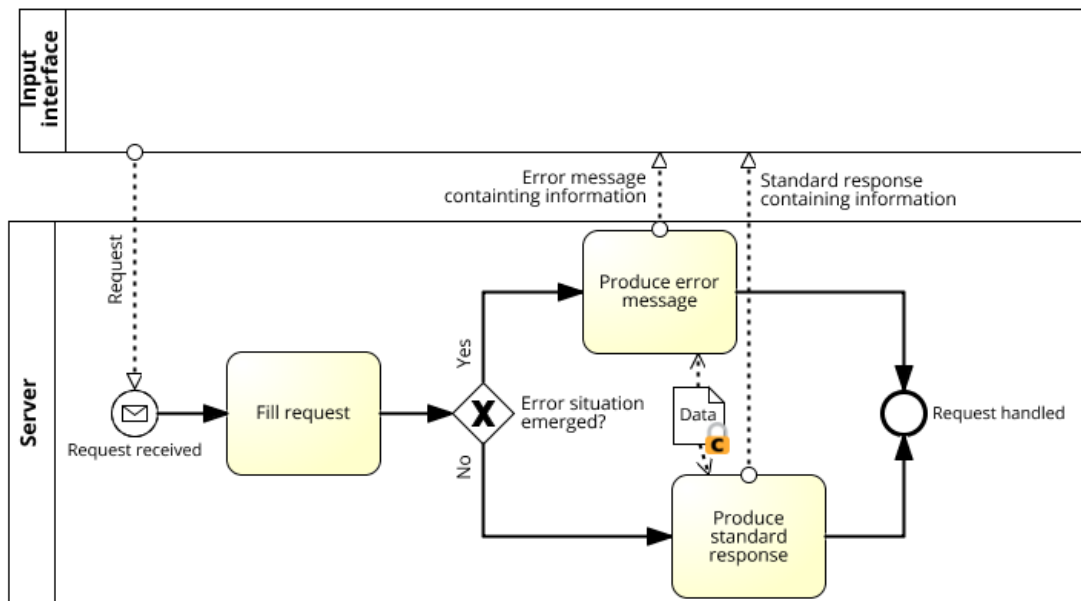 Input
interface
Error message
containting information
Standard response
containing information
Request
Server
Produce error
message
Yes
Fill request
Error situation
emerged?
Data
C
Request handled
Request received
No
Produce
standard
response